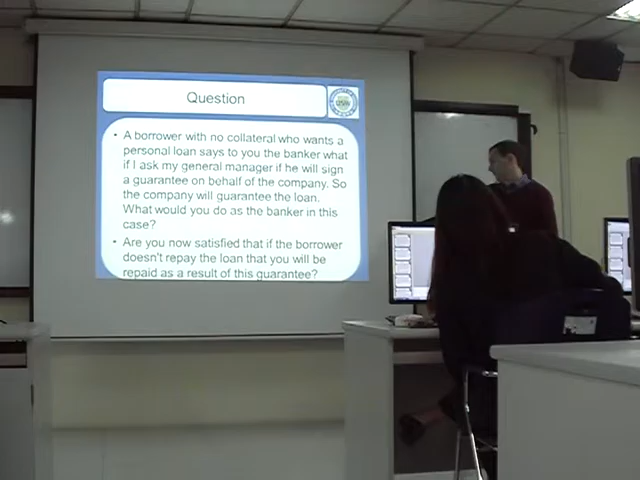 Question
• A borrower with no collateral who wants a
personal loan says to you the banker what
if I ask my general manager if he will sign
a guarantee on behalf of the company. So
the company will guarantee the loan.
What would you do as the banker in this
case?
• Are you now satisfied that if the borrower
doesn't repay the loan that you will be
repaid as a result of this guarantee?